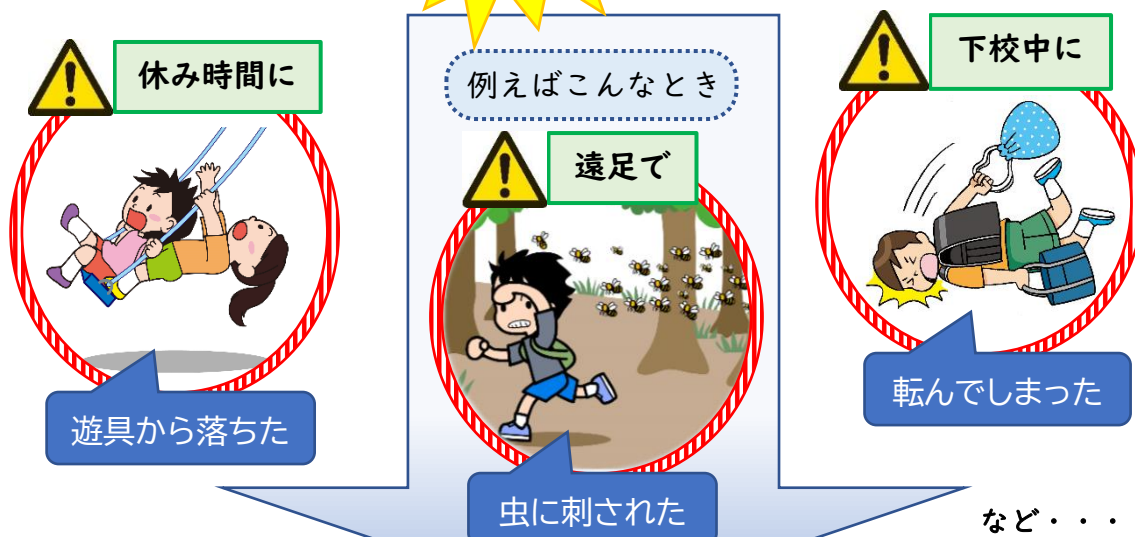 例えばこんなとき
休み時間に
遊具から落ちた
遠足で
虫に刺された
下校中に
転んでしまった
など・・・